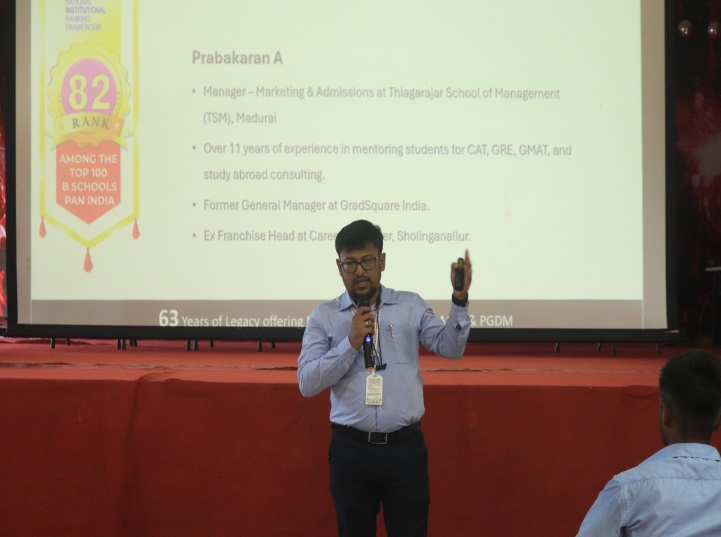 NATIONAL
INSTITUTIONAL
RANKING
FRAMEWORK
82
RANK
AMONG THE
TOP 100
B SCHOOLS
PAN INDIA
Prabakaran A
• Manager – Marketing & Admissions at Thiagarajar School of Management
(TSM), Madurai
• Over 11 years of experience in mentoring students for CAT, GRE, GMAT, and
study abroad consulting.
• Former General Manager at GradSquare India.
• Ex Franchise Head at Sholinganallur.
63 Years of Legacy offering & PGDM